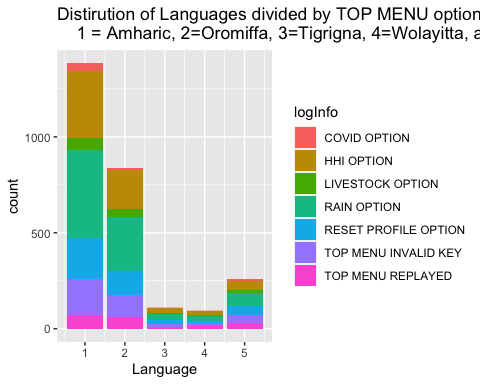 Distirution of Languages divided by TOP MENU option
1 = Amharic, 2=Oromiffa, 3=Tigrigna, 4=Wolayitta, a
count
1000
500
0
1 2 3 4 5
Language
logInfo
COVID OPTION
HHI OPTION
LIVESTOCK OPTION
RAIN OPTION
RESET PROFILE OPTION
TOP MENU INVALID KEY
TOP MENU REPLAYED